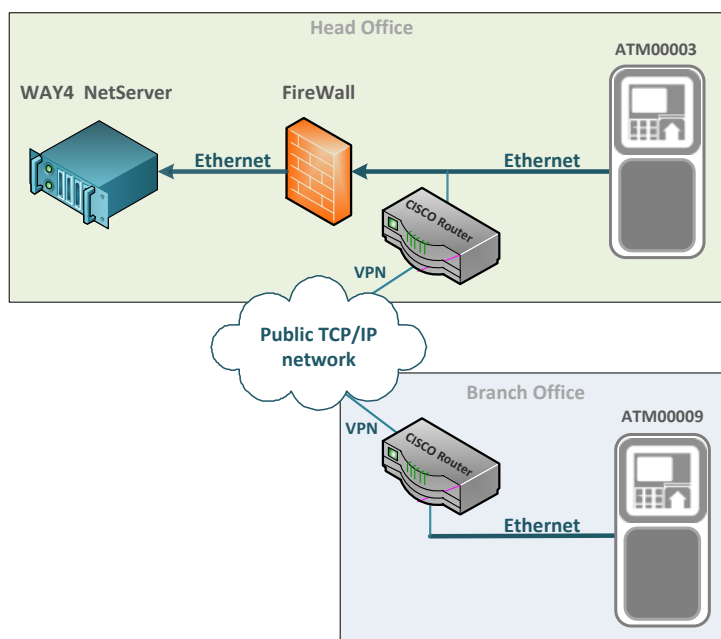 Head Office
ATM00003
WAY4 NetServer
FireWall
Ethernet
Ethernet
CISCO Router
VPN
Public TCP/IP
network
Branch Office
ATM00009
VPN
CISCO Router
Ethernet